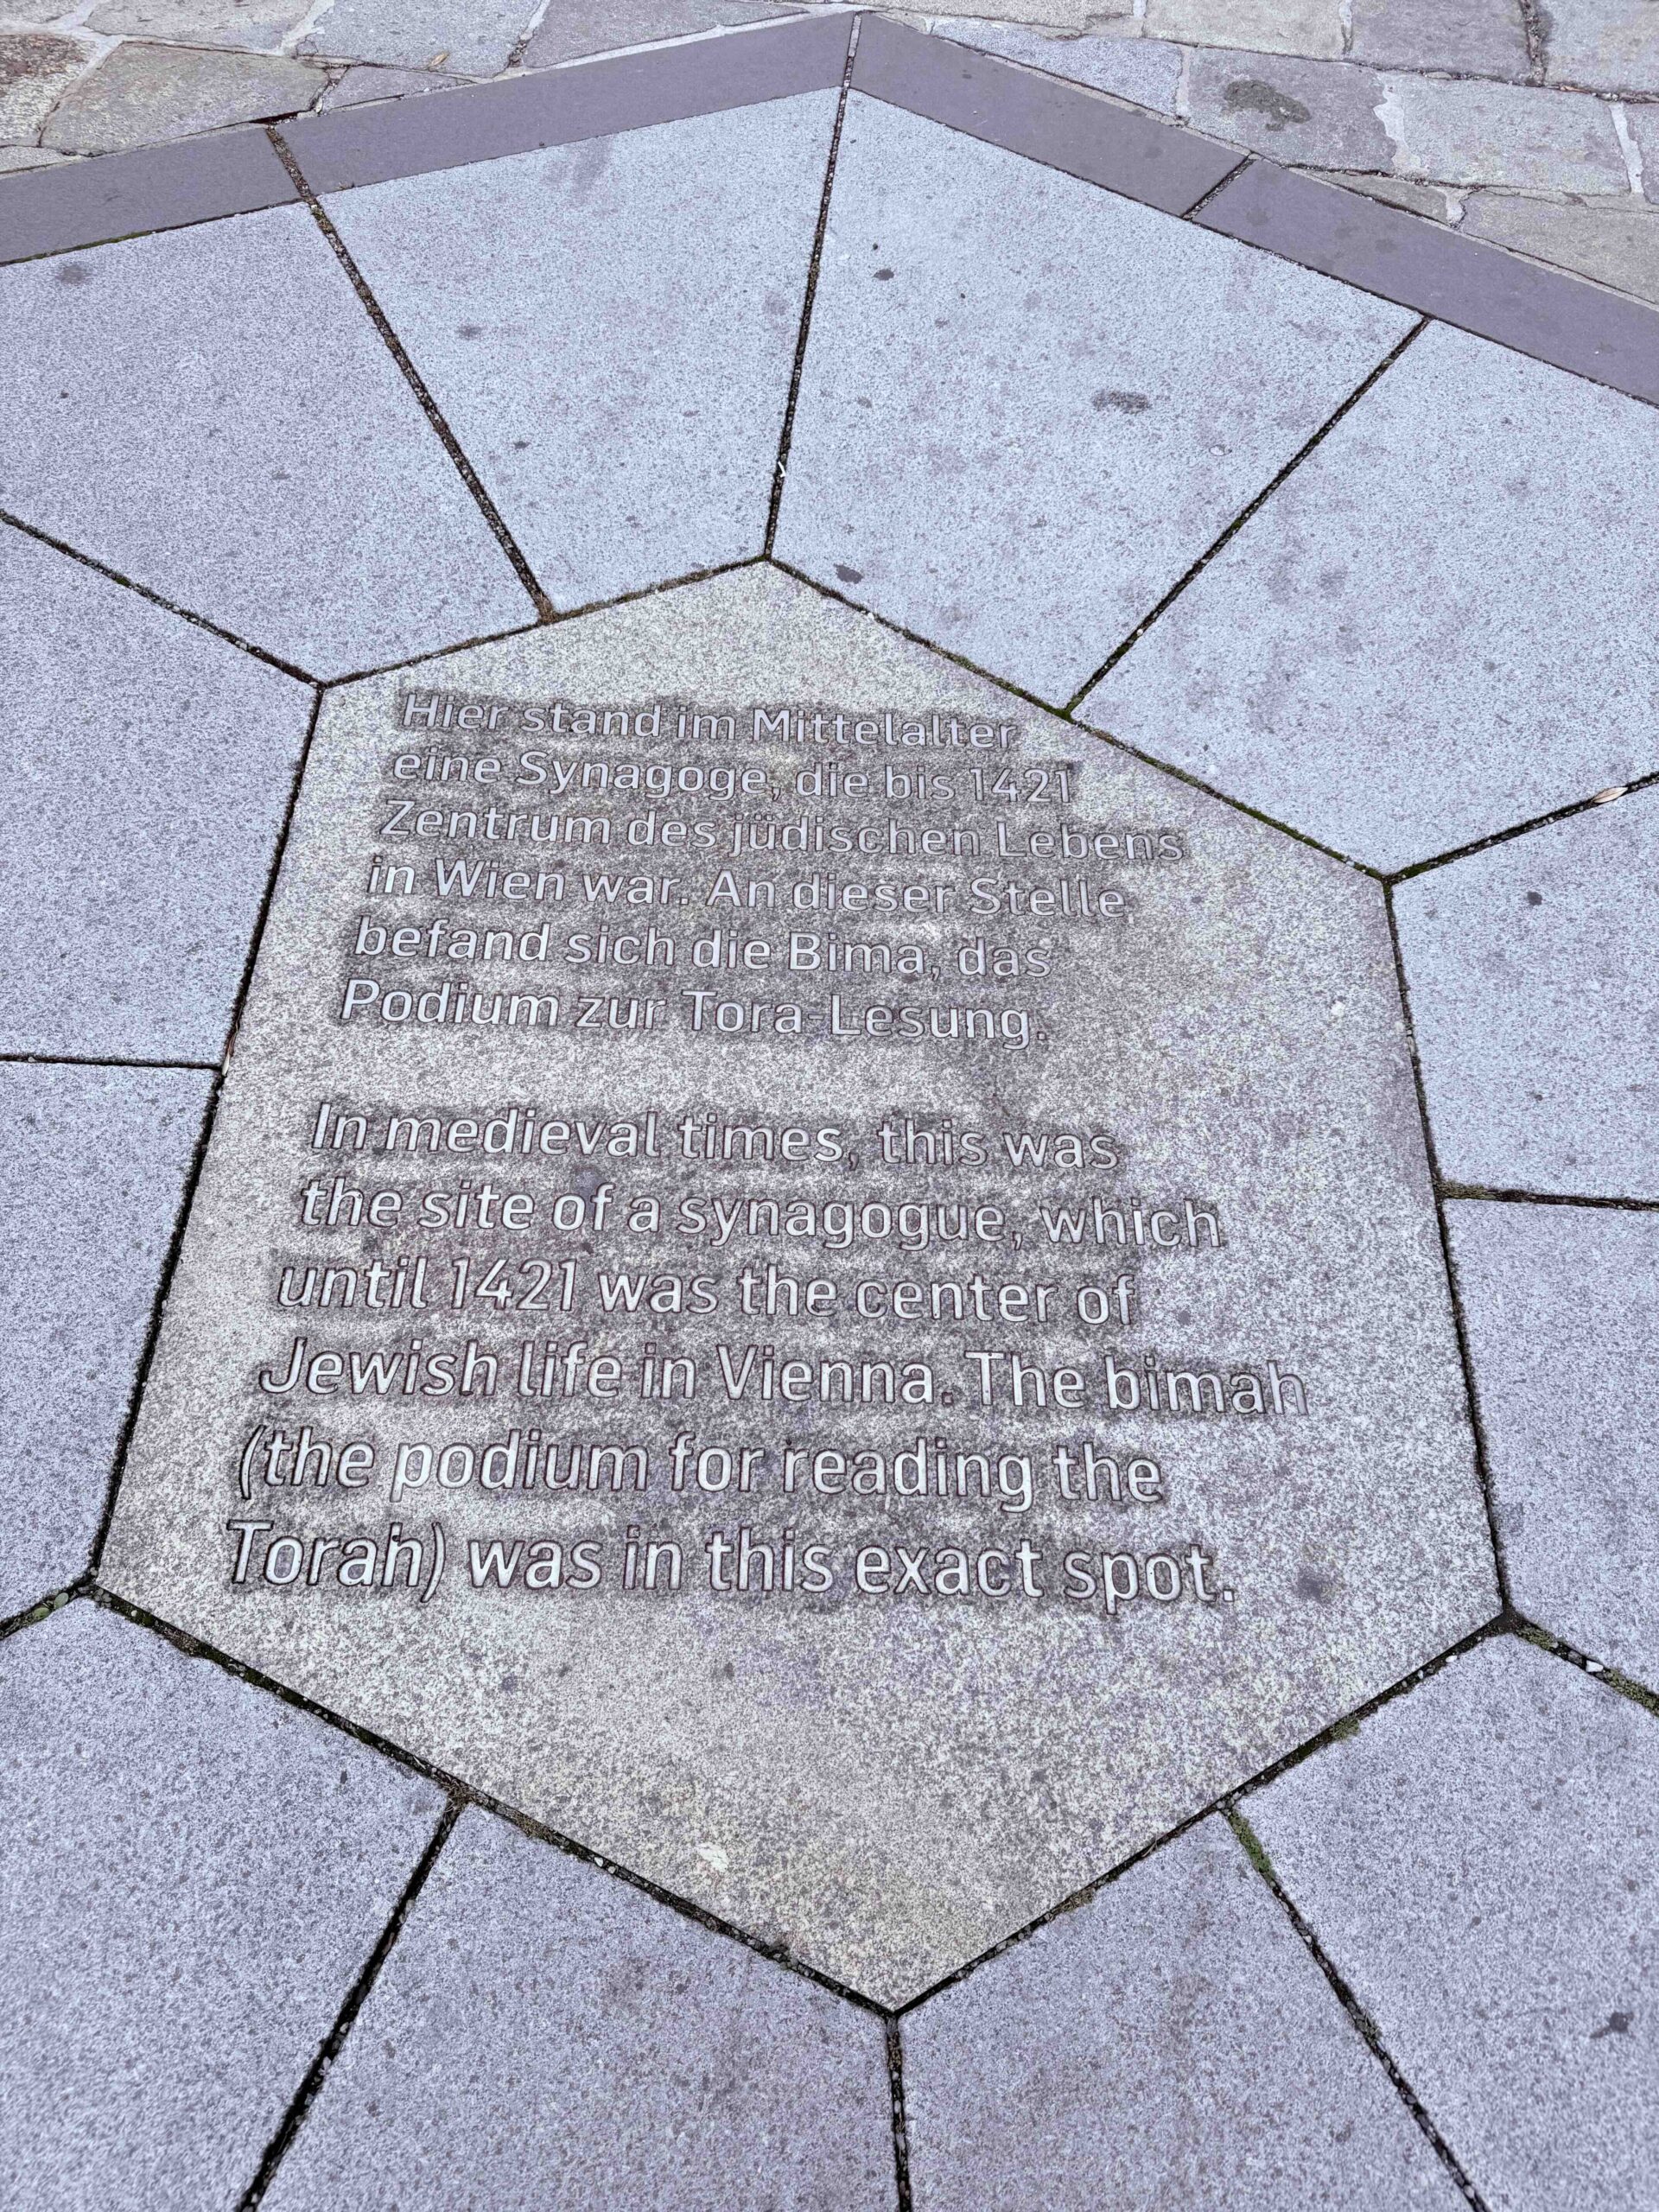 Hier stand im Mittelalter
eine Synagoge, die bis 1421
Zentrum des jüdischen Lebens
in Wien war. An dieser Stelle
befand sich die Bima, das
Podium zur Tora-Lesung.
In medieval times, this was
the site of a synagogue, which
until 1421 was the center of
Jewish life in Vienna. The bimah
(the podium for reading the
Torah) was in this exact spot.